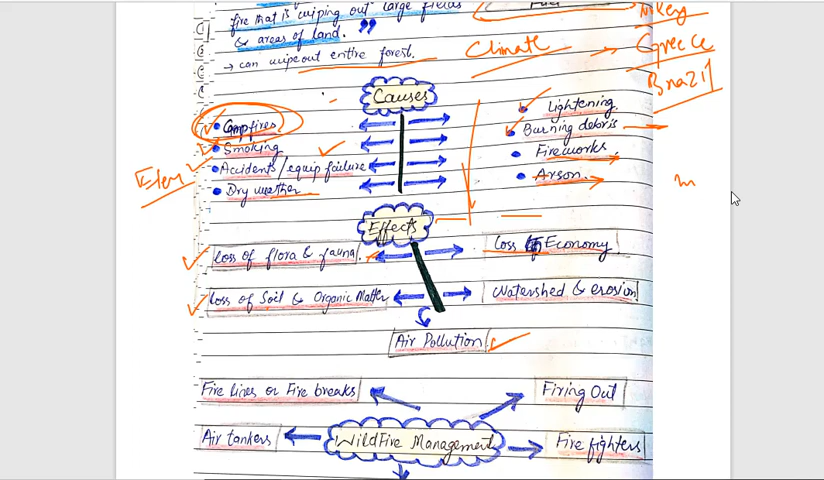 fire that is wiping out large fields
& areas of land. ”
→ can wipeout entire forest.
Fuel
Climate
→ Greece
Brazil
Causes
• Campfires
• Smoking
• Accidents/equip failure
• Dry weather
• Lightening
• Burning debris
• Fireworks
• Arson
Effects
Loss of flora & fauna.
Loss of Economy
Loss of Soil & Organic Matter
Watershed & erosion
Air Pollution
Fire lines or Fire breaks
Firing Out
Air tankers
WildFire Management
Fire fighters